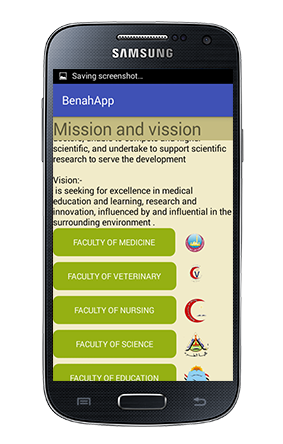 SAMSUNG
Saving screenshot...
BenahApp
Mission and vission
scientific, and undertake to support scientific
research to serve the development
Vision:-
is seeking for excellence in medical
education and learning, research and
innovation, influenced by and influential in the
surrounding environment .
FACULTY OF MEDICINE
FACULTY OF VETERINARY
FACULTY OF NURSING
FACULTY OF SCIENCE
FACULTY OF EDUCATION